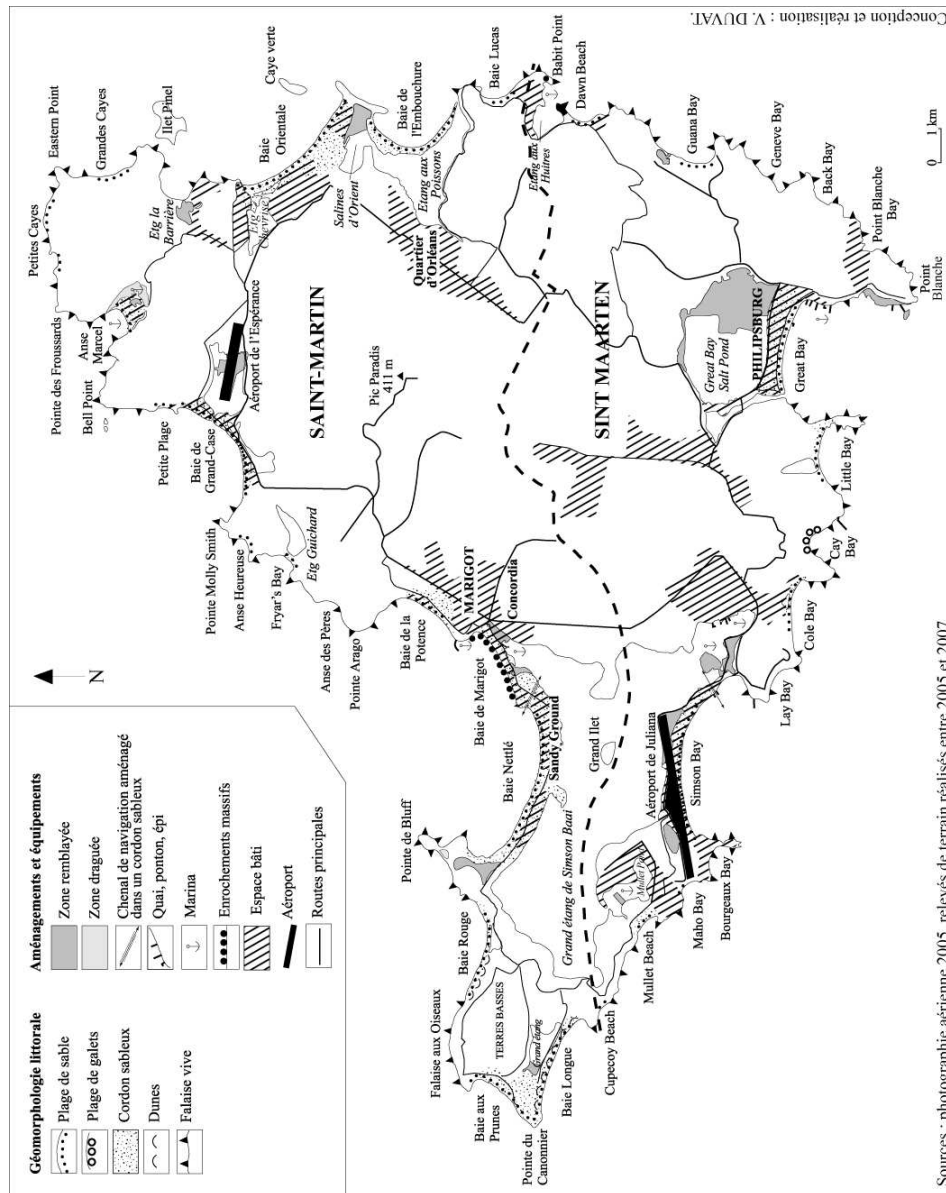 Géomorphologie littorale
Plage de sable
Plage de galets
Cordon sableux
Dunes
Falaise vive
Aménagements et équipements
Zone remblayée
Zone draguée
Chenal de navigation aménagé
dans un cordon sableux
Quai, ponton, épi
Marina
Enrochements massifs
Espace bâti
Aéroport
Routes principales
N
Eastern Point
Petites Cayes
Grandes Cayes
Pointe des Froussards
Ilet Pinel
Anse
Marcel
Bell Point
Etg la
Barrière
Caye verte
Baie
Orientale
Petite Plage
Etg
Chevrise
Baie de
Grand-Case
Aéroport de l'Espérance
Salines
d'Orient
Baie de
l'Embouchure
Pointe Molly Smith
Anse Heureuse
Fryar's Bay
Etg Guichard
SAINT-MARTIN
Etang aux
Poissons
Baie Lucas
Anse des Pères
Pointe Arago
Pic Paradis
411 m
Quartier
d'Orléans
Baie de la
Potence
Babit Point
Dawn Beach
Etang aux
Huîtres
MARIGOT
Concordia
Baie de Marigot
Pointe de Bluff
Baie Nettlé
Sandy Ground
Baie Rouge
Falaise aux Oiseaux
TERRES BASSES
Grand étang
Baie aux
Prunes
Pointe du
Canonnier
Baie Longue
Cupecoy Beach
Grand étang de Simson Baai
Grand Ilet
SINT MAARTEN
Guana Bay
Geneve Bay
Back Bay
Point Blanche
Bay
Point
Blanche
Great Bay
Salt Pond
PHILIPSBURG
Great Bay
Little Bay
Cay
Bay
Cole Bay
Lay Bay
Aéroport de Juliana
Simson Bay
Mullet Pond
Mullet Beach
Maho Bay
Bourgeaux Bay
0 1 km
Sources : photographie aérienne 2005, relevés de terrain réalisés entre 2005 et 2007.
Conception et réalisation : V. DUVAT.